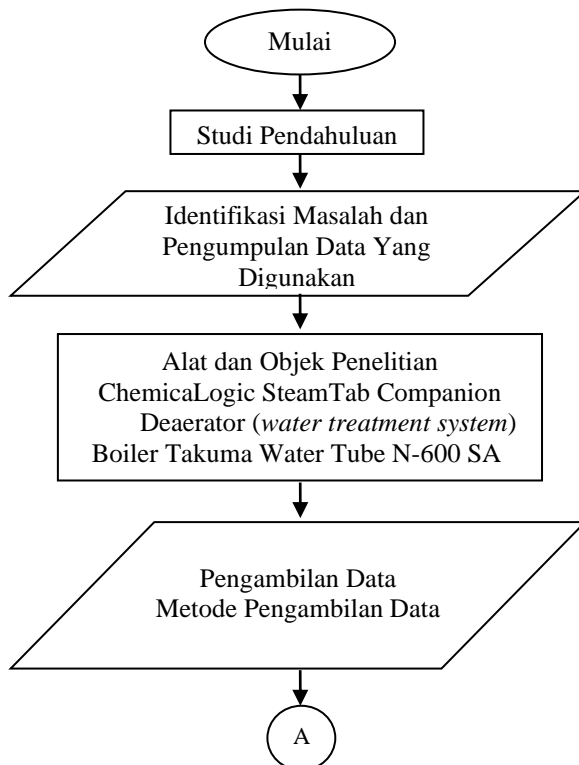 Mulai
Studi Pendahuluan
Identifikasi Masalah dan
Pengumpulan Data Yang
Digunakan
Alat dan Objek Penelitian
ChemicaLogic SteamTab Companion
Deaerator (water treatment system)
Boiler Takuma Water Tube N-600 SA
Pengambilan Data
Metode Pengambilan Data
A